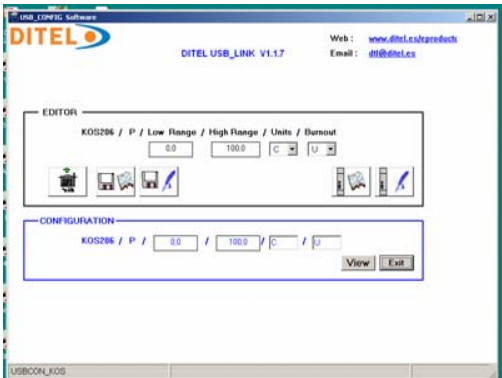 USB_CONFIG Software
DITEL
Web : www.ditel.es/eproducts
DITEL USB_LINK V1.1.7
Email : dtl@ditel.es
EDITOR
KOS206 / P / Low Range / High Range / Units / Burnout
0.0 100.0 C U
CONFIGURATION
KOS206 / P / 0.0 / 100.0 / C / U
View Exit
USBCON_KOS